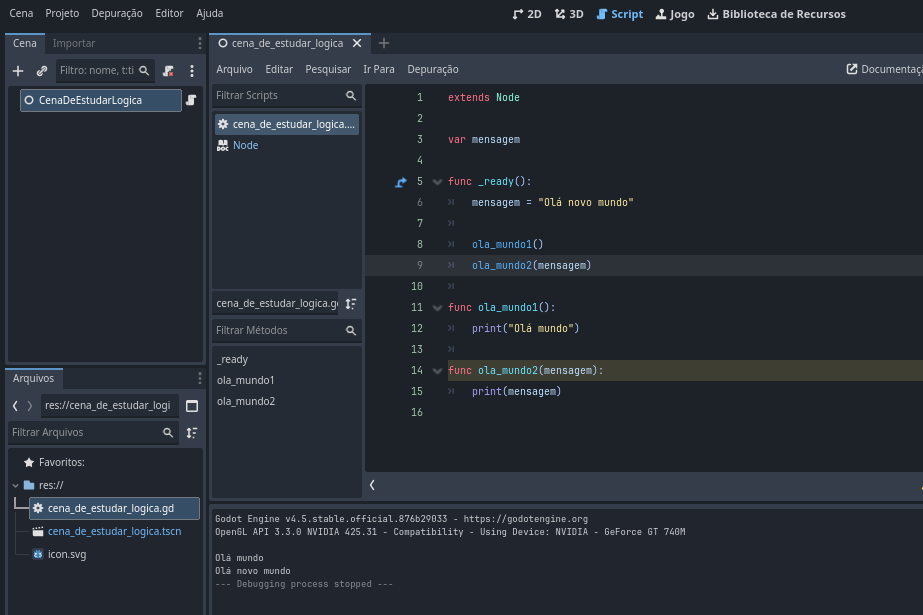 Cena Projeto Depuração Editor Ajuda
2D 3D Script Jogo Biblioteca de Recursos
Cena Importar
Filtro: nome, t:ti
CenaDeEstudarLogica
cena_de_estudar_logica
Arquivo Editar Pesquisar Ir Para Depuração
Filtrar Scripts
cena_de_estudar_logica....
Node
cena_de_estudar_logica.g
Filtrar Métodos
_ready
ola_mundo1
ola_mundo2
1 extends Node
2
3 var mensagem
4
5 func _ready():
6 mensagem = "Olá novo mundo"
7
8 ola_mundo1()
9 ola_mundo2(mensagem)
10
11 func ola_mundo1():
12 print("Olá mundo")
13
14 func ola_mundo2(mensagem):
15 print(mensagem)
16
Arquivos
res://cena_de_estudar_logi
Filtrar Arquivos
Favoritos:
res://
cena_de_estudar_logica.gd
cena_de_estudar_logica.tscn
icon.svg
Godot Engine v4.5.stable.official.876b29033 - https://godotengine.org
OpenGL API 3.3.0 NVIDIA 425.31 - Compatibility - Using Device: NVIDIA - GeForce GT 740M
Olá mundo
Olá novo mundo
--- Debugging process stopped ---